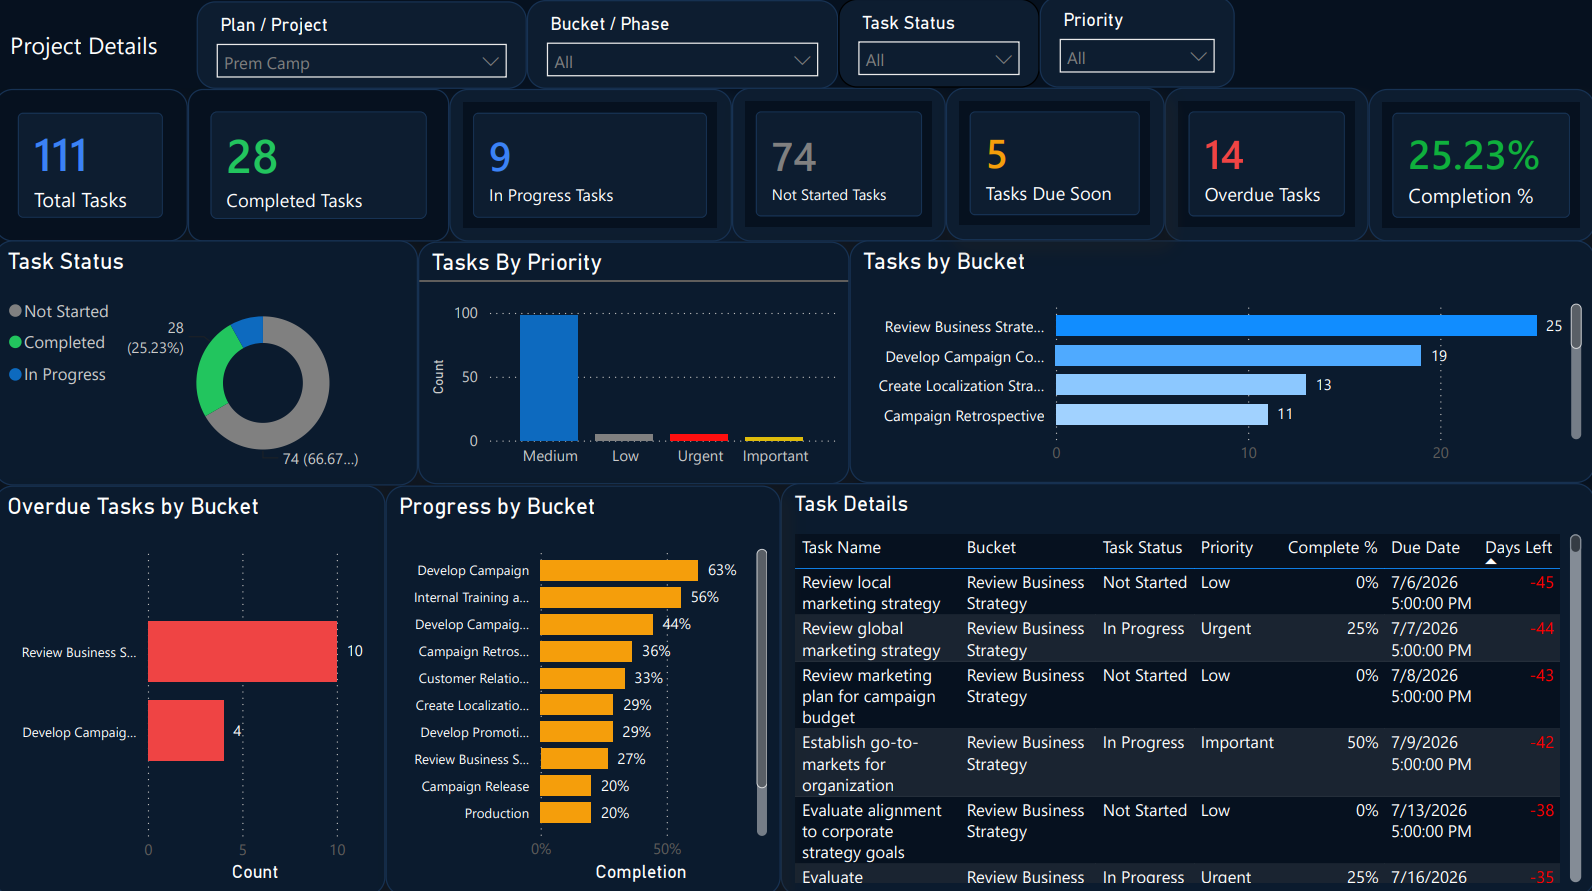 Project Details
Plan / Project
Prem Camp
Bucket / Phase
All
Task Status
All
Priority
All
111
Total Tasks
28
Completed Tasks
9
In Progress Tasks
74
Not Started Tasks
5
Tasks Due Soon
14
Overdue Tasks
25.23%
Completion %
Task Status
Not Started
Completed
In Progress
28
(25.23%)
74 (66.67...)
Tasks By Priority
Count
100
50
0
Medium Low Urgent Important
Tasks by Bucket
Review Business Strate... 25
Develop Campaign Co... 19
Create Localization Stra... 13
Campaign Retrospective 11
0 10 20
Overdue Tasks by Bucket
Review Business S... 10
Develop Campaig... 4
0 5 10
Count
Progress by Bucket
Develop Campaign 63%
Internal Training a... 56%
Develop Campaig... 44%
Campaign Retros... 36%
Customer Relatio... 33%
Create Localizatio... 29%
Develop Promoti... 29%
Review Business S... 27%
Campaign Release 20%
Production 20%
0% 50%
Completion
Task Details
Task Name Bucket Task Status Priority Complete % Due Date Days Left
Review local Review Business Not Started Low 0% 7/6/2026 -45
marketing strategy Strategy 5:00:00 PM
Review global Review Business In Progress Urgent 25% 7/7/2026 -44
marketing strategy Strategy 5:00:00 PM
Review marketing Review Business Not Started Low 0% 7/8/2026 -43
plan for campaign Strategy 5:00:00 PM
budget
Establish go-to- Review Business In Progress Important 50% 7/9/2026 -42
markets for Strategy 5:00:00 PM
organization
Evaluate alignment Review Business Not Started Low 0% 7/13/2026 -38
to corporate Strategy 5:00:00 PM
strategy goals
Evaluate Review Business In Progress Urgent 25% 7/16/2026 -35